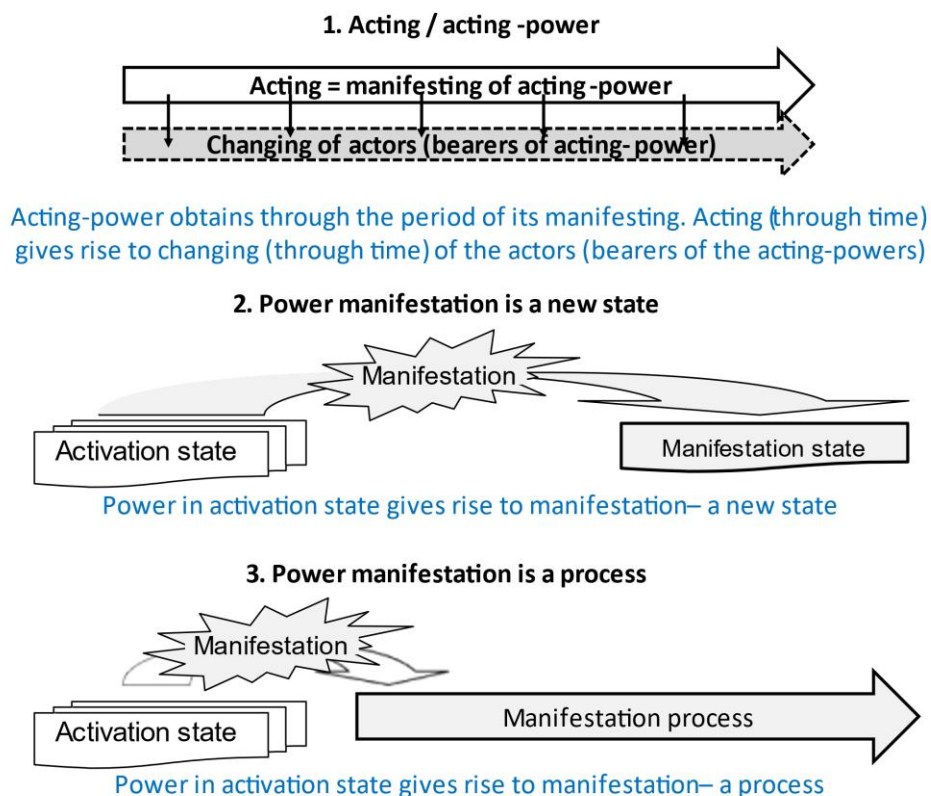 1. Acting / acting -power
Acting = manifesting of acting -power
Changing of actors (bearers of acting- power)
Acting-power obtains through the period of its manifesting. Acting (through time)
gives rise to changing (through time) of the actors (bearers of the acting-powers)
2. Power manifestation is a new state
Manifestation
Activation state
Manifestation state
Power in activation state gives rise to manifestation– a new state
3. Power manifestation is a process
Manifestation
Activation state
Manifestation process
Power in activation state gives rise to manifestation– a process